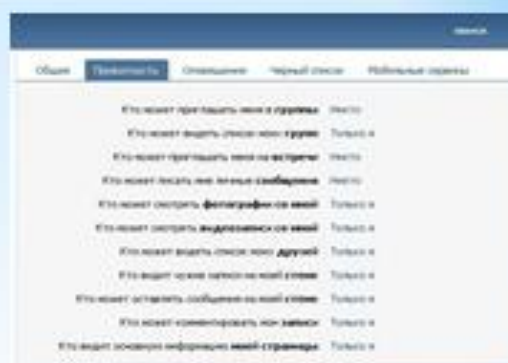 поиск
Общее Приватность Оповещения Черный список Мобильные сервисы
Кто может приглашать меня в группы Никто
Кто может видеть список моих групп Только я
Кто может приглашать меня на встречи Никто
Кто может писать мне личные сообщения Никто
Кто может смотреть фотографии со мной Только я
Кто может смотреть видеозаписи со мной Только я
Кто может видеть список моих друзей Только я
Кто видит чужие записи на моей стене Только я
Кто может оставлять сообщения на моей стене Только я
Кто может комментировать мои записи Только я
Кто видит основную информацию моей страницы Только я